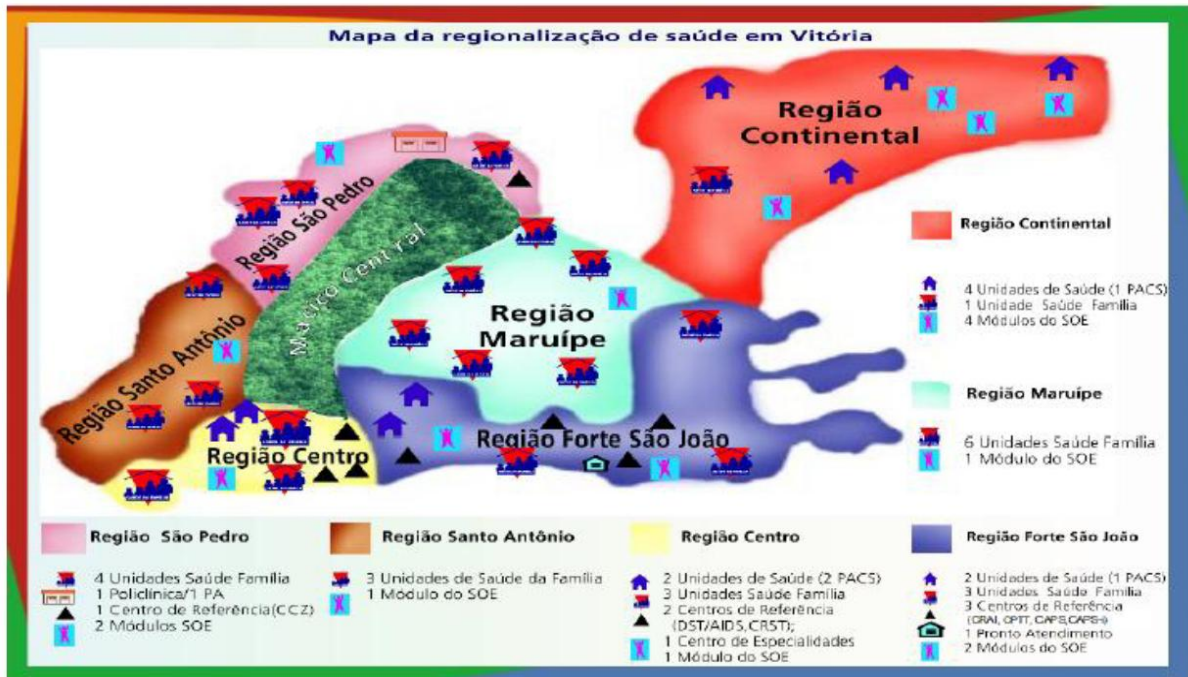 Mapa da regionalização de saúde em Vitória
Região
Continental
Região São Pedro
Maciço Central
Região
Maruípe
Região Santo Antônio
Região Forte São João
Região Centro
Região Continental
4 Unidades de Saúde (1 PACS)
1 Unidade Saúde Família
4 Módulos do SOE
Região Maruípe
6 Unidades Saúde Família
1 Módulo do SOE
Região São Pedro
4 Unidades Saúde Família
1 Policlínica/1 PA
1 Centro de Referência(CCZ)
2 Módulos SOE
Região Santo Antônio
3 Unidades de Saúde da Família
1 Módulo do SOE
Região Centro
2 Unidades de Saúde (2 PACS)
3 Unidades Saúde Família
2 Centros de Referência
(DST/AIDS,CRST);
1 Centro de Especialidades
1 Módulo do SOE
Região Forte São João
2 Unidades de Saúde (1 PACS)
3 Unidades Saúde Família
3 Centros de Referência
(CRAI, CPTT, CAPS,
1 Pronto Atendimento
2 Módulos do SOE